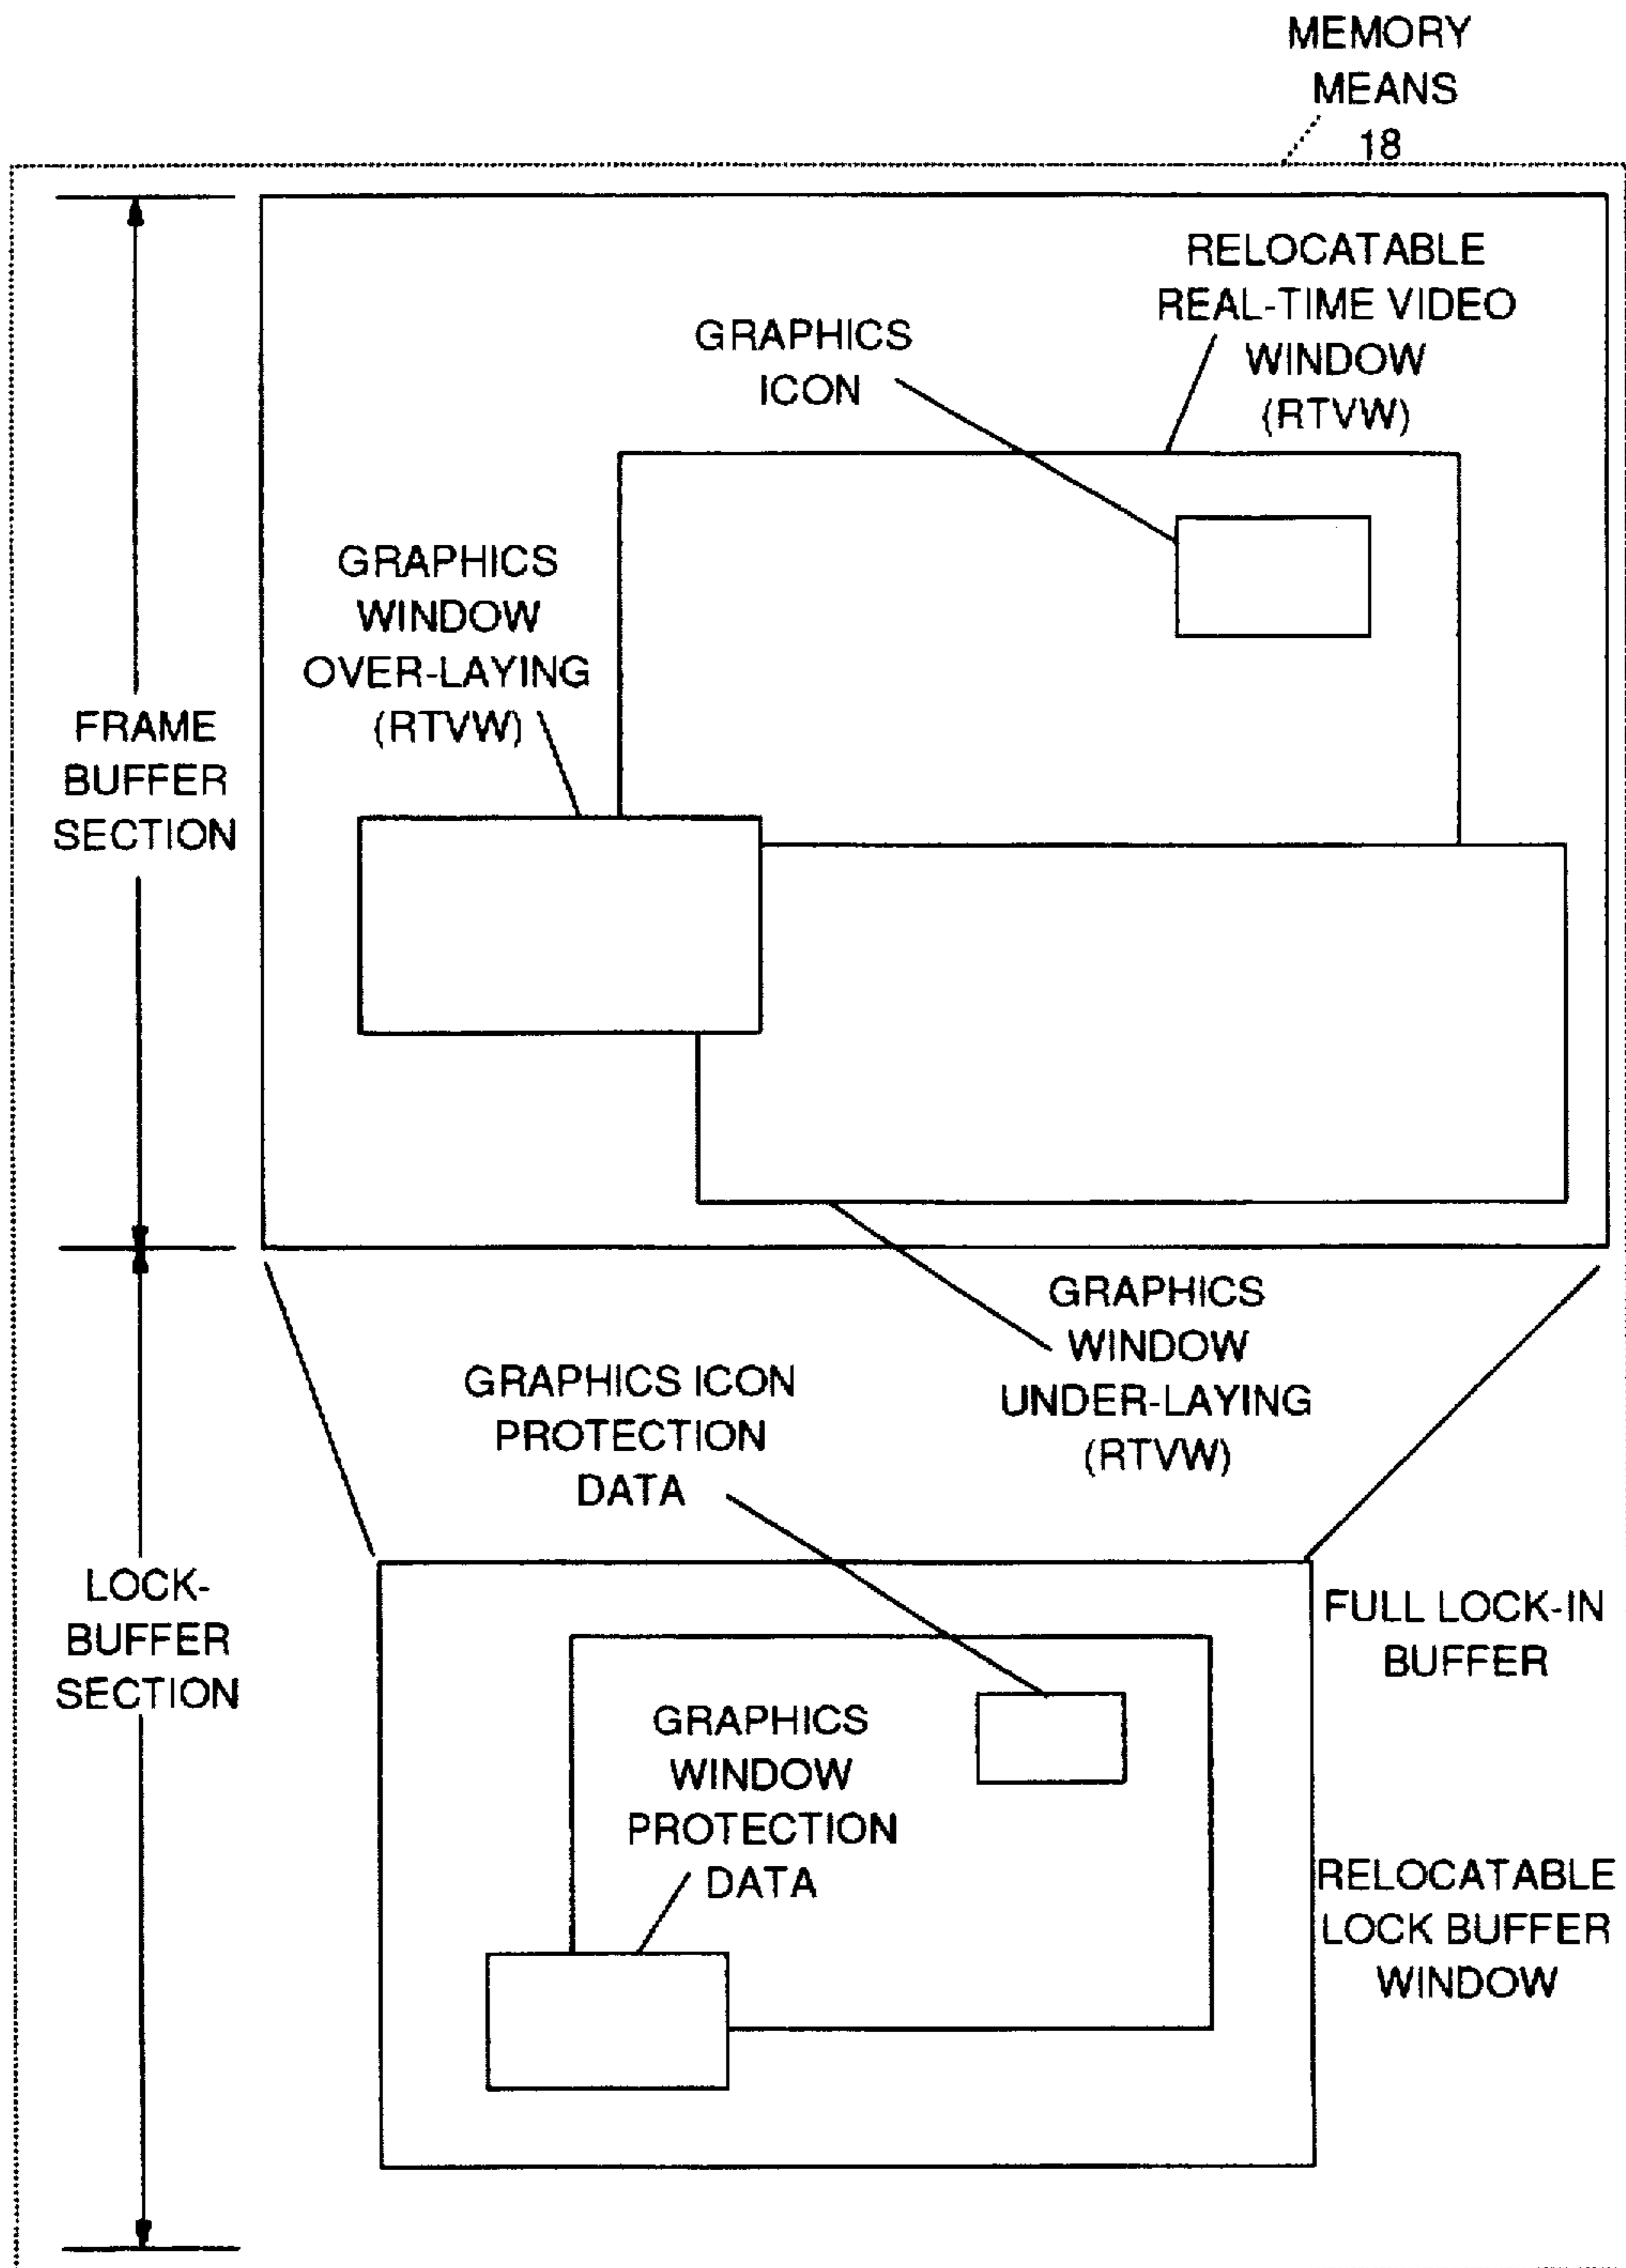 MEMORY
MEANS
18
RELOCATABLE
REAL-TIME VIDEO
WINDOW
(RTVW)
GRAPHICS
ICON
GRAPHICS
WINDOW
OVER-LAYING
(RTVW)
FRAME
BUFFER
SECTION
GRAPHICS
WINDOW
UNDER-LAYING
(RTVW)
GRAPHICS ICON
PROTECTION
DATA
LOCK-
BUFFER
SECTION
FULL LOCK-IN
BUFFER
GRAPHICS
WINDOW
PROTECTION
DATA
RELOCATABLE
LOCK BUFFER
WINDOW